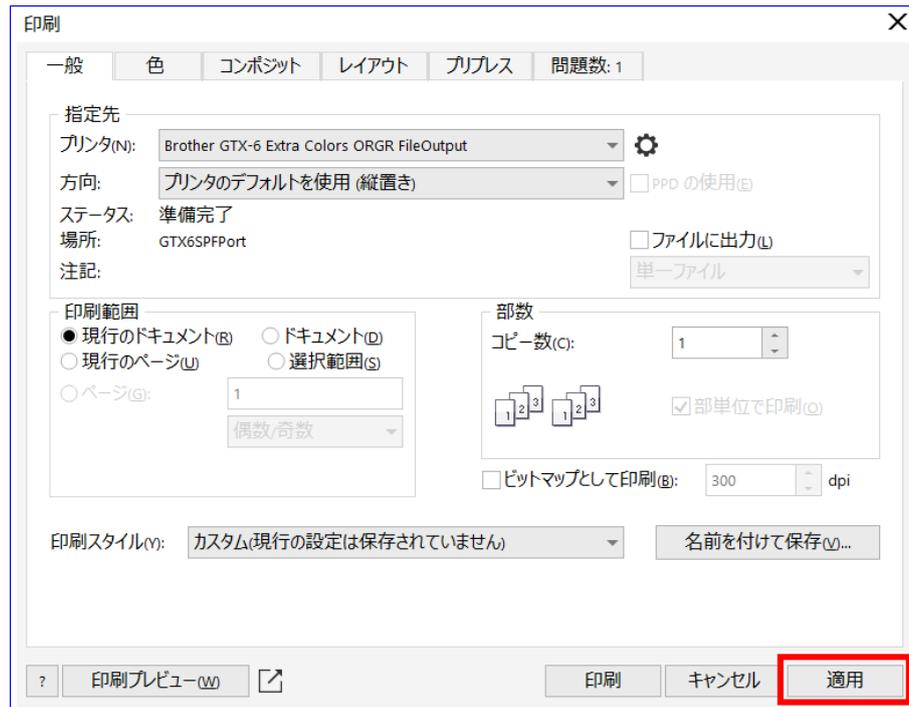 印刷
一般 色 コンポジット レイアウト プリプレス 問題数: 1
指定先
プリンタ(N): Brother GTX-6 Extra Colors ORGR FileOutput
方向: プリンタのデフォルトを使用 (縦置き) PPD の使用(E)
ステータス: 準備完了
場所: GTX6SPFPort ファイルに出力(L)
注記: 単一ファイル
印刷範囲
現行のドキュメント(R) ドキュメント(D)
現行のページ(U) 選択範囲(S)
ページ(G): 1
偶数/奇数
部数
コピー数(C): 1
1 2 3 1 2 3 部単位で印刷(O)
ビットマップとして印刷(B): 300 dpi
印刷スタイル(Y): カスタム(現行の設定は保存されていません) 名前を付けて保存(V)...
? 印刷プレビュー(W) 印刷 キャンセル 適用